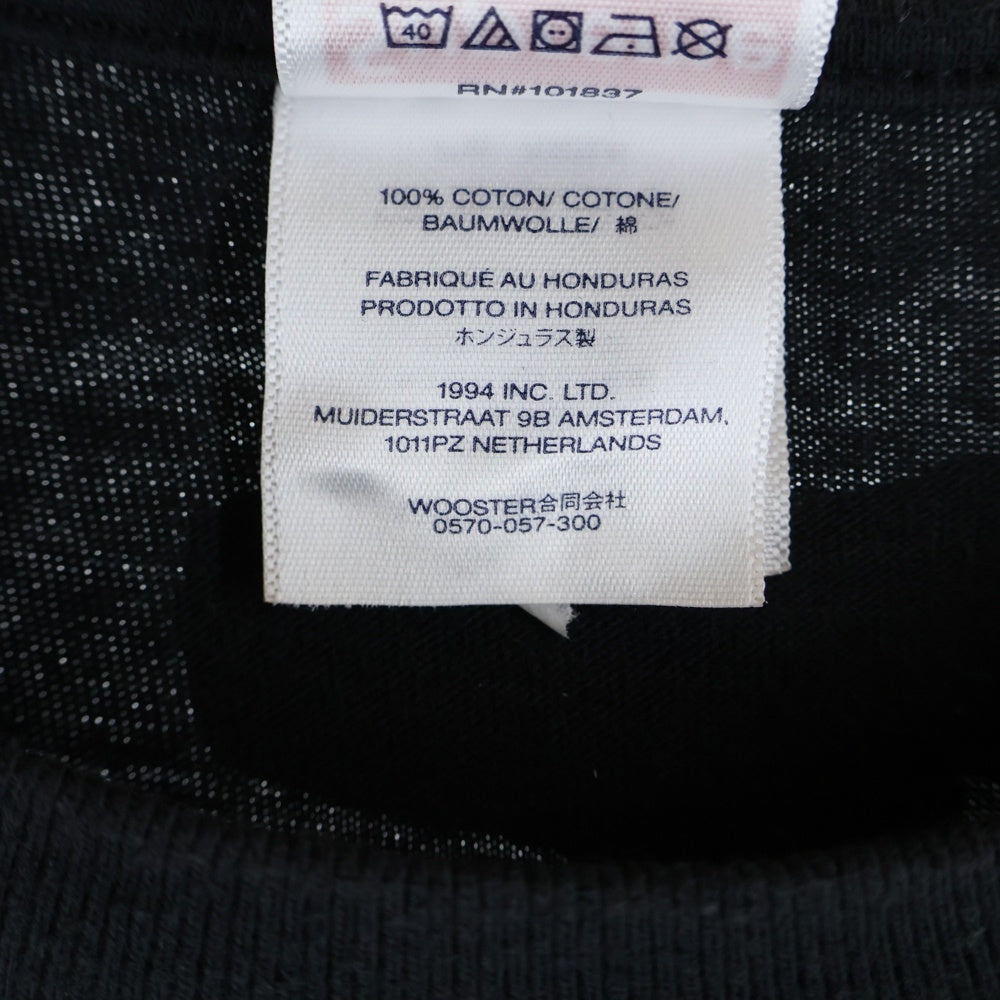 40
RN#101837
100% COTON/ COTONE/
BAUMWOLLE/ 綿
FABRIQUÉ AU HONDURAS
PRODOTTO IN HONDURAS
ホンジュラス製
1994 INC. LTD.
MUIDERSTRAAT 9B AMSTERDAM,
1011PZ NETHERLANDS
WOOSTER合同会社
0570-057-300